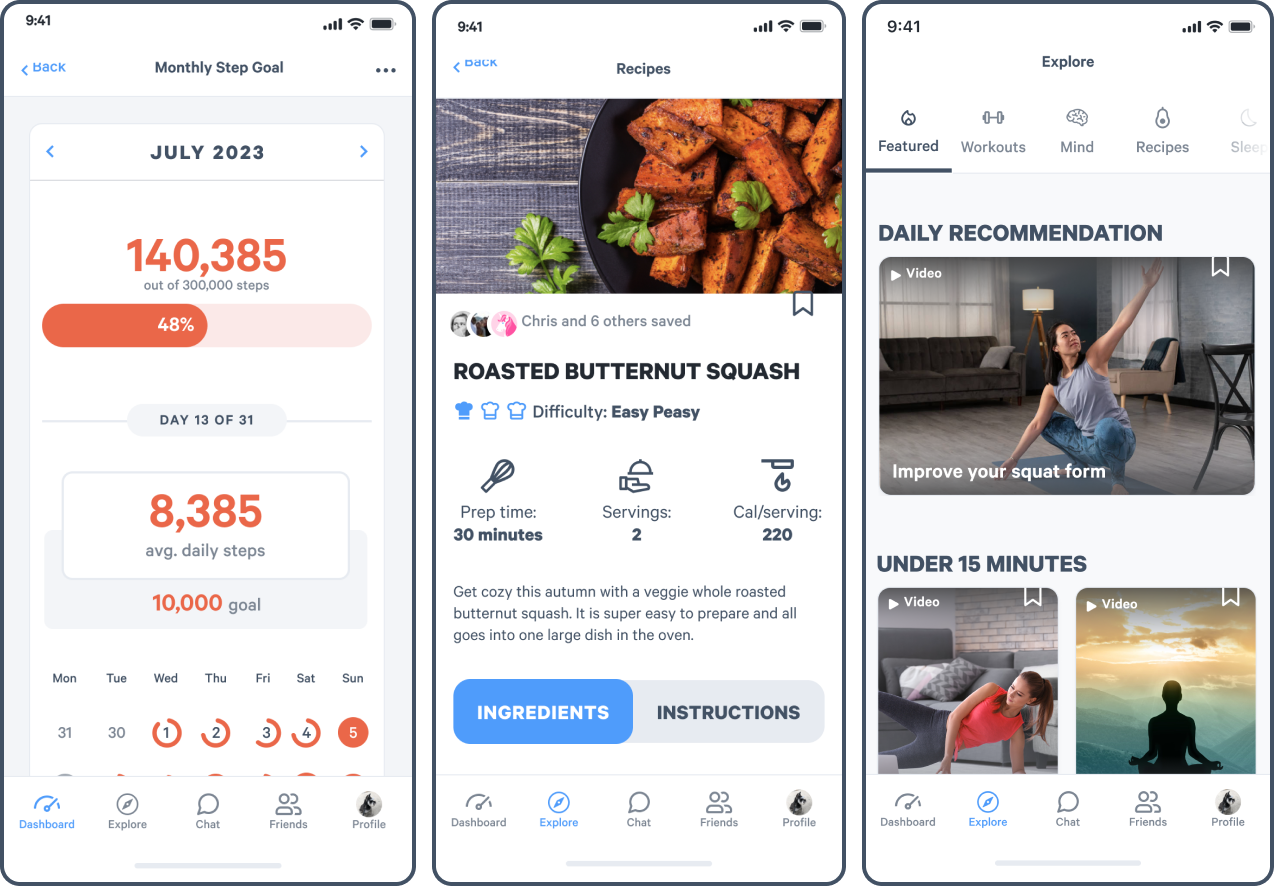 9:41
Back
Monthly Step Goal
JULY 2023
140,385
out of 300,000 steps
48%
DAY 13 OF 31
8,385
avg. daily steps
10,000 goal
Mon Tue Wed Thu Fri Sat Sun
31 30 1 2 3 4 5
Dashboard Explore Chat Friends Profile
9:41
Back
Recipes
Chris and 6 others saved
ROASTED BUTTERNUT SQUASH
Difficulty: Easy Peasy
Prep time: Servings: Cal/serving:
30 minutes 2 220
Get cozy this autumn with a veggie whole roasted
butternut squash. It is super easy to prepare and all
goes into one large dish in the oven.
INGREDIENTS INSTRUCTIONS
Dashboard Explore Chat Friends Profile
9:41
Explore
Featured Workouts Mind Recipes Sleep
DAILY RECOMMENDATION
Video
Improve your squat form
UNDER 15 MINUTES
Video Video
Dashboard Explore Chat Friends Profile